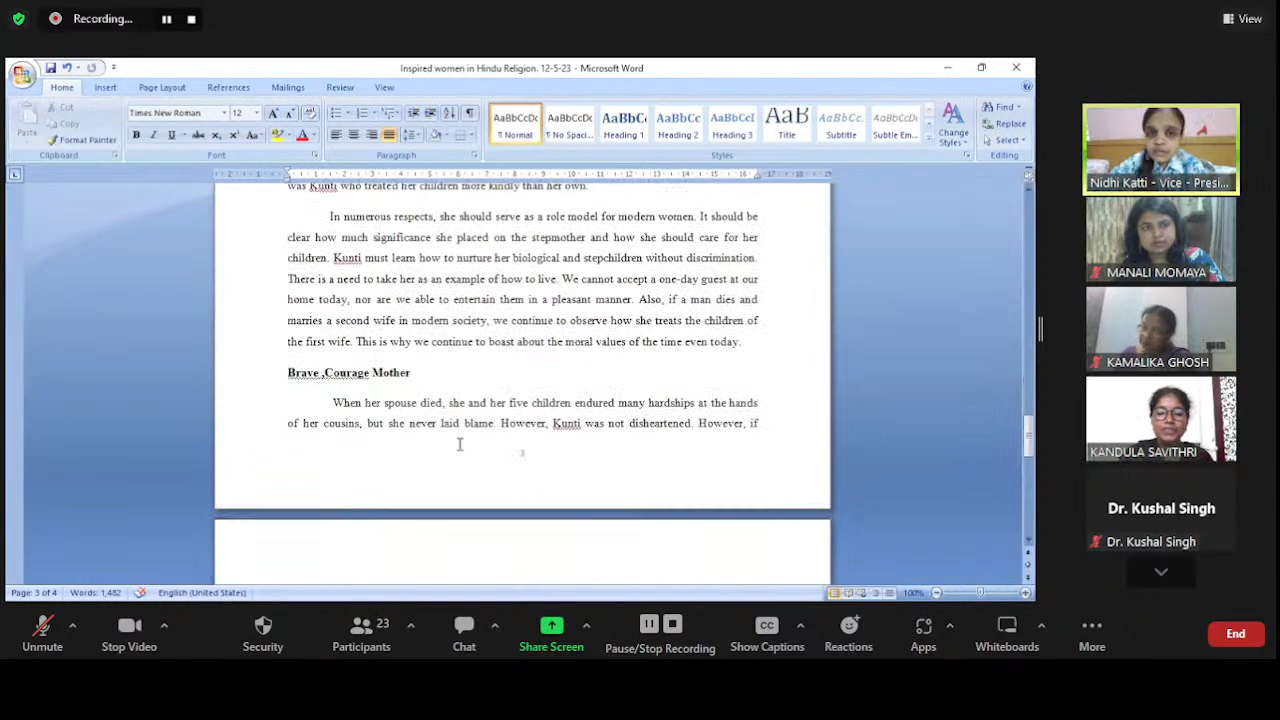 Recording...
View
Inspired women in Hindu Religion. 12-5-23 - Microsoft Word
Home Insert Page Layout References Mailings Review View
Paste
Cut
Copy
Format Painter
Clipboard
Times New Roman 12
Font
Paragraph
AaBbCcDc AaBbCcDc AaBbCc AaBbCc AaBbCcI AaB AaBbCc. AaBbCcDc
¶ Normal ¶ No Spaci... Heading 1 Heading 2 Heading 3 Title Subtitle Subtle Em...
Change Styles
Styles
Find
Replace
Select
Editing
was Kunti who treated her children more kindly than her own.
In numerous respects, she should serve as a role model for modern women. It should be
clear how much significance she placed on the stepmother and how she should care for her
children. Kunti must learn how to nurture her biological and stepchildren without discrimination.
There is a need to take her as an example of how to live. We cannot accept a one-day guest at our
home today, nor are we able to entertain them in a pleasant manner. Also, if a man dies and
marries a second wife in modern society, we continue to observe how she treats the children of
the first wife. This is why we continue to boast about the moral values of the time even today.
Brave ,Courage Mother
When her spouse died, she and her five children endured many hardships at the hands
of her cousins, but she never laid blame. However, Kunti was not disheartened. However, if
3
Page: 3 of 4 Words: 1,482 English (United States) 100%
Nidhi Katti - Vice - Presi...
MANALI MOMAYA
KAMALIKA GHOSH
KANDULA SAVITHRI
Dr. Kushal Singh
Dr. Kushal Singh
Unmute Stop Video Security Participants 23 Chat Share Screen Pause/Stop Recording Show Captions Reactions Apps Whiteboards More End